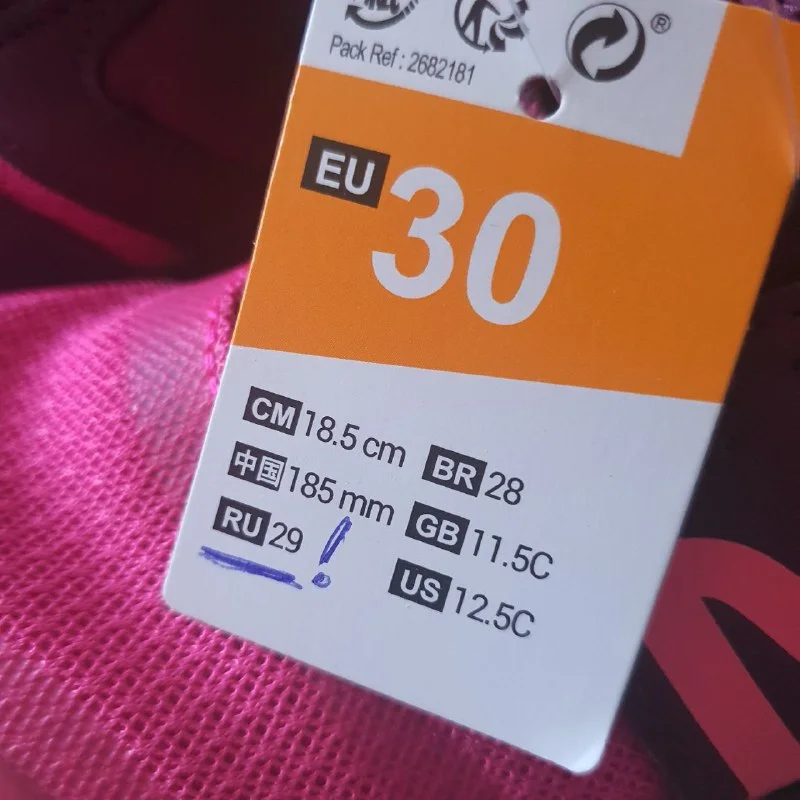 Pack Ref : 2682181
®
EU 30
CM 18.5 cm
中国 185 mm
RU 29 !
BR 28
GB 11.5C
US 12.5C